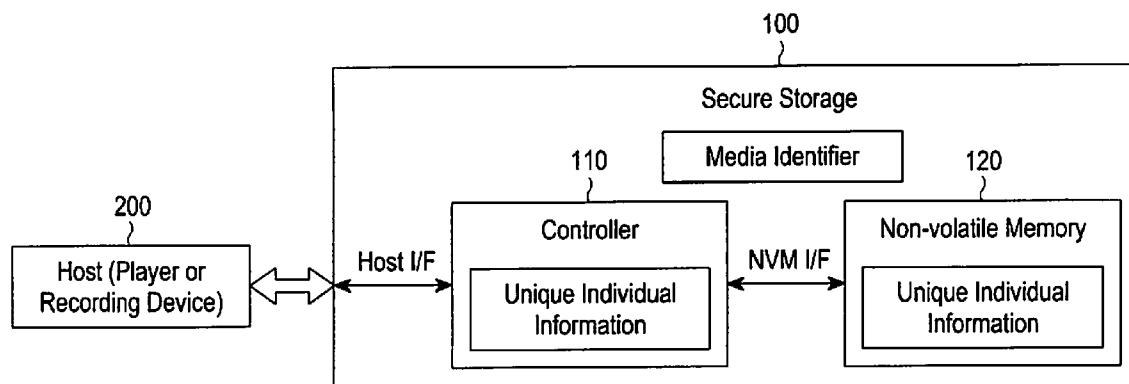 100
Secure Storage
Media Identifier
110
120
200
Controller
Non-volatile Memory
Host (Player or
Recording Device)
Host I/F
NVM I/F
Unique Individual
Information
Unique Individual
Information